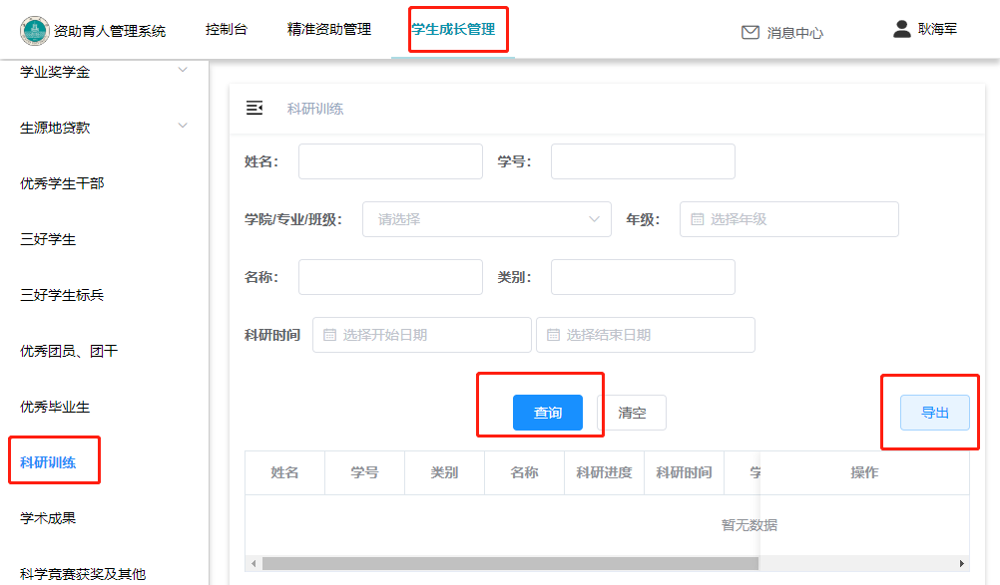 资助育人管理系统 控制台 精准资助管理 学生成长管理 消息中心 耿海军
学业奖学金
生源地贷款
优秀学生干部
三好学生
三好学生标兵
优秀团员、团干
优秀毕业生
科研训练
学术成果
科学竞赛获奖及其他
科研训练
姓名: 学号:
学院/专业/班级: 请选择 年级: 选择年级
名称: 类别:
科研时间 选择开始日期 选择结束日期
查询 清空 导出
姓名 学号 类别 名称 科研进度 科研时间 操作
暂无数据